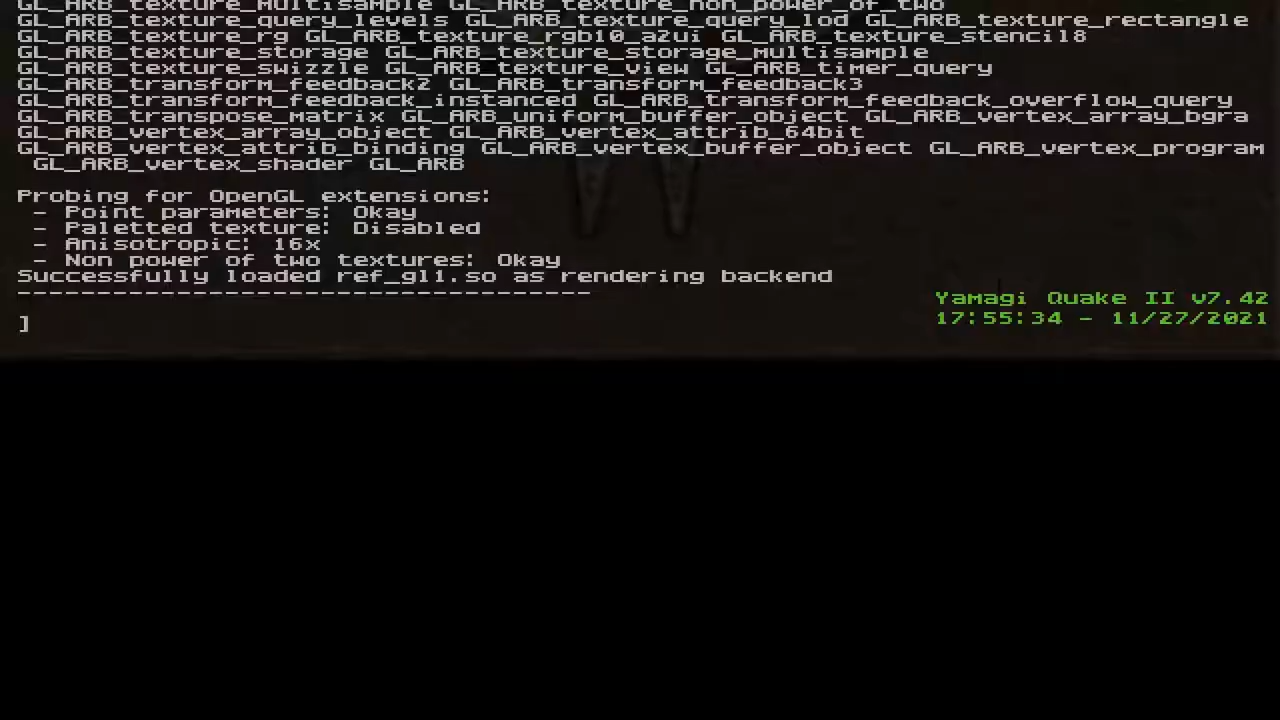 GL_ARB_texture_multisample GL_ARB_texture_non_power_of_two
GL_ARB_texture_query_levels GL_ARB_texture_query_lod GL_ARB_texture_rectangle
GL_ARB_texture_rg GL_ARB_texture_rgb10_a2ui GL_ARB_texture_stencil8
GL_ARB_texture_storage GL_ARB_texture_storage_multisample
GL_ARB_texture_swizzle GL_ARB_texture_view GL_ARB_timer_query
GL_ARB_transform_feedback2 GL_ARB_transform_feedback3
GL_ARB_transform_feedback_instanced GL_ARB_transform_feedback_overflow_query
GL_ARB_transpose_matrix GL_ARB_uniform_buffer_object GL_ARB_vertex_array_bgra
GL_ARB_vertex_array_object GL_ARB_vertex_attrib_64bit
GL_ARB_vertex_attrib_binding GL_ARB_vertex_buffer_object GL_ARB_vertex_program
GL_ARB_vertex_shader GL_ARB
Probing for OpenGL extensions:
- Point parameters: Okay
- Paletted texture: Disabled
- Anisotropic: 16x
- Non power of two textures: Okay
Successfully loaded ref_gl1.so as rendering backend
------------------------------------
Yamagi Quake II v7.42
17:55:34 - 11/27/2021
]